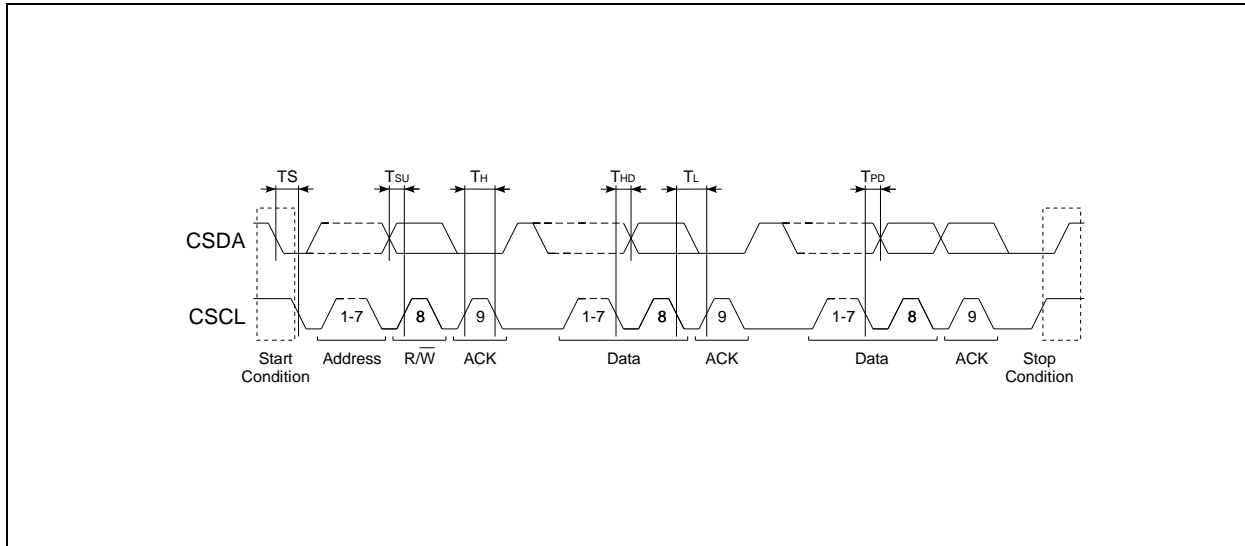 TS TSU TH THD TL TPD
CSDA
CSCL 1-7 8 9 1-7 8 9 1-7 8 9
Start Condition Address R/W̅ ACK Data ACK Data ACK Stop Condition